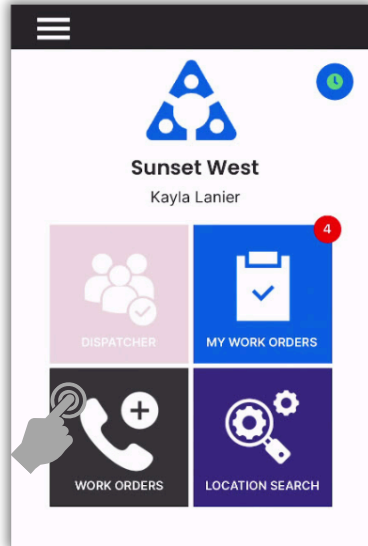 Sunset West
Kayla Lanier
4
DISPATCHER
MY WORK ORDERS
WORK ORDERS
LOCATION SEARCH